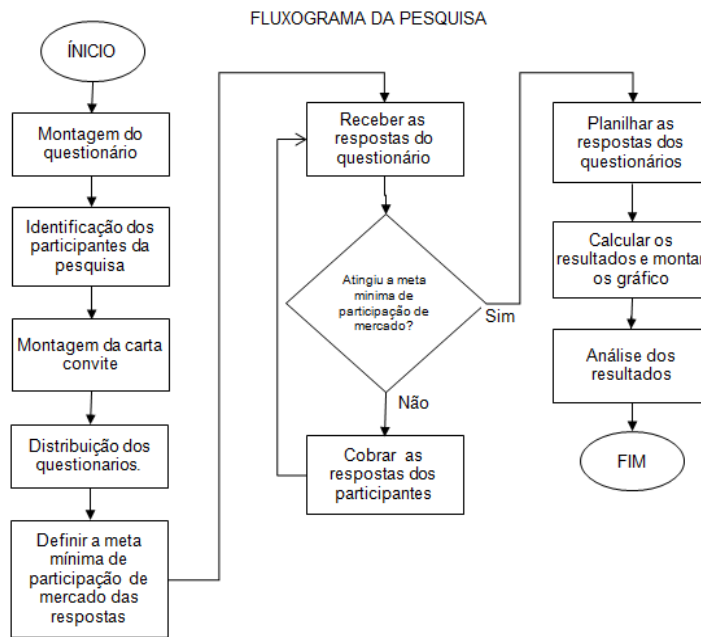 FLUXOGRAMA DA PESQUISA
ÍNICIO
Montagem do
questionário
Identificação dos
participantes da
pesquisa
Montagem da carta
convite
Distribuição dos
questionarios.
Definir a meta
mínima de
participação de
mercado das
respostas
Receber as
respostas do
questionário
Atingiu a meta
minima de
participação de
mercado?
Sim
Não
Cobrar as
respostas dos
participantes
Planilhar as
respostas dos
questionários
Calcular os
resultados e montar
os gráfico
Análise dos
resultados
FIM